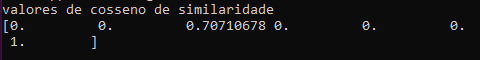 valores de cosseno de similaridade
[0.         0.         0.70710678 0.         0.         0.
 1.        ]